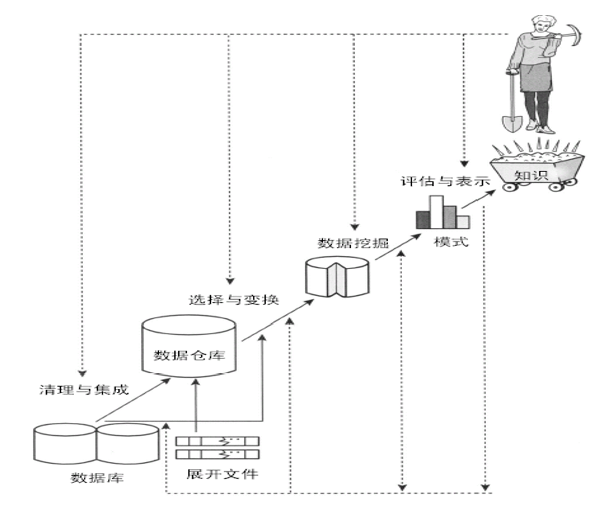 知识
评估与表示
模式
数据挖掘
选择与变换
数据仓库
清理与集成
数据库
展开文件